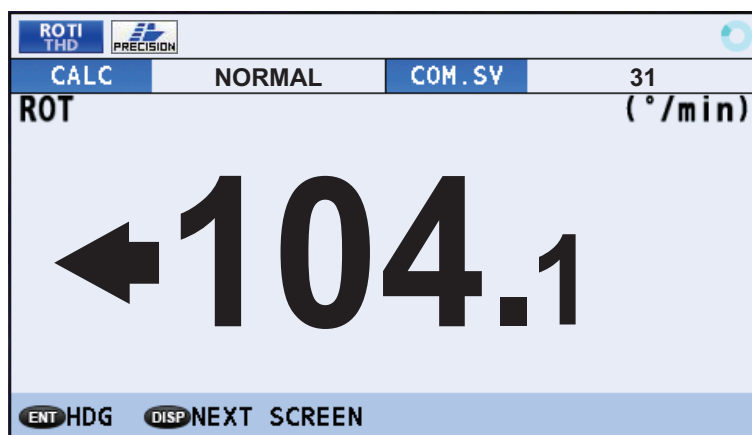 ROTI
THD PRECISION
CALC NORMAL COM.SV 31
ROT (°/min)
104.1
ENT HDG DISP NEXT SCREEN